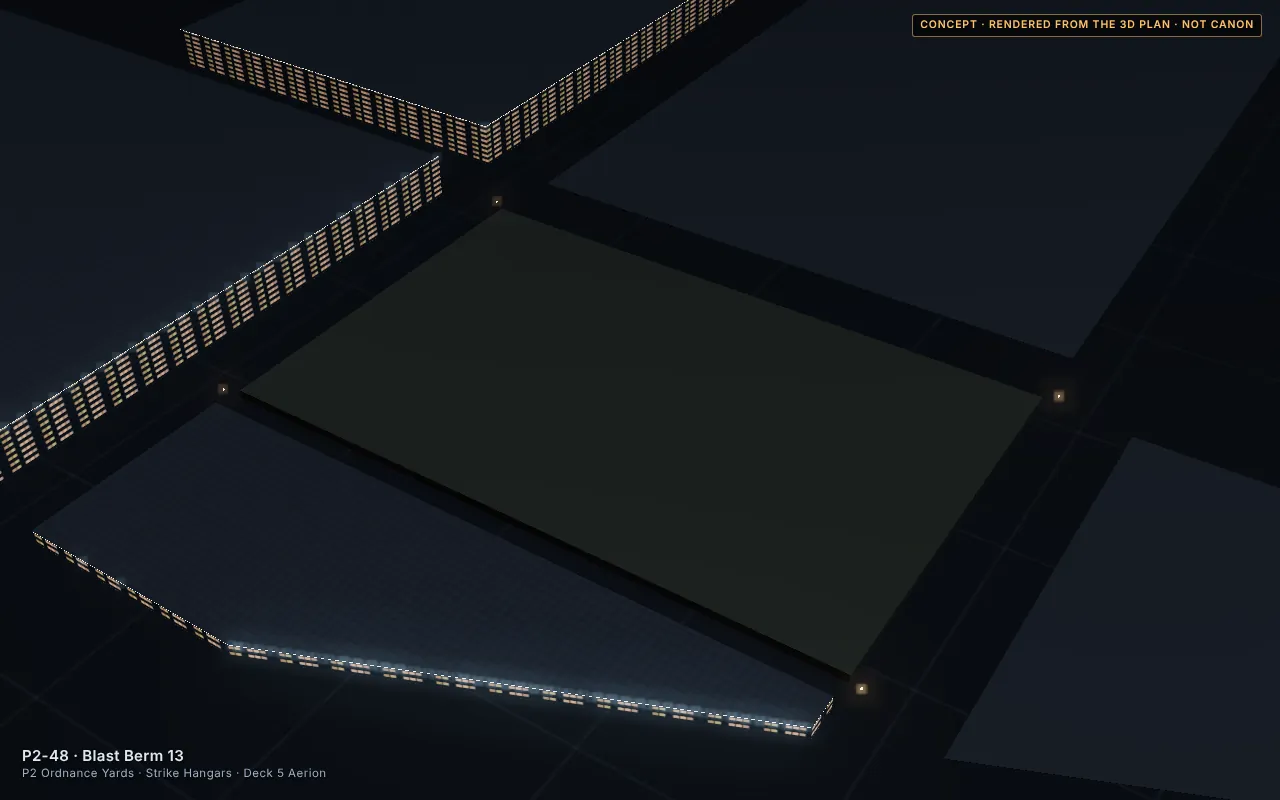 CONCEPT · RENDERED FROM THE 3D PLAN · NOT CANON
P2-48 · Blast Berm 13
P2 Ordnance Yards · Strike Hangars · Deck 5 Aerion